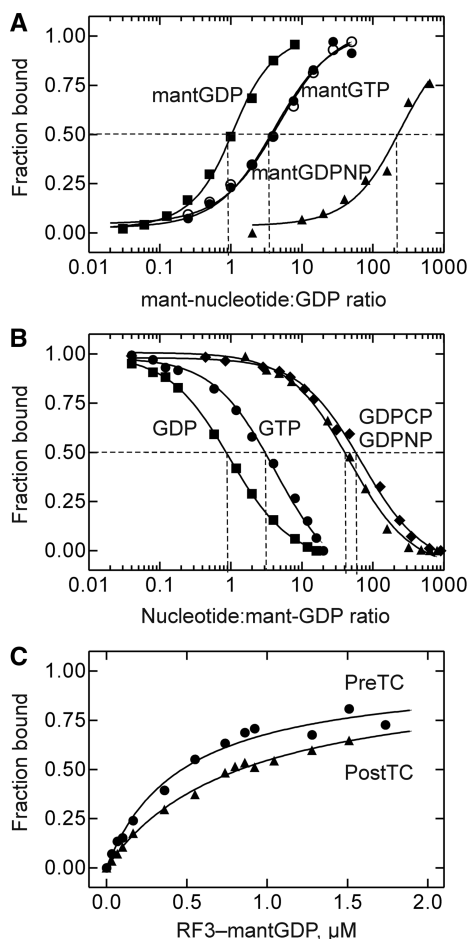 A
1.00
0.75
0.50
0.25
0.00
Fraction bound
mantGDP
mantGTP
mantGDPNP
0.01 0.1 1 10 100 1000
mant-nucleotide:GDP ratio
B
1.00
0.75
0.50
0.25
0.00
Fraction bound
GDP
GTP
GDPCP
GDPNP
0.01 0.1 1 10 100 1000
Nucleotide:mant-GDP ratio
C
1.00
0.75
0.50
0.25
0.00
Fraction bound
PreTC
PostTC
0.0 0.5 1.0 1.5 2.0
RF3–mantGDP, µM